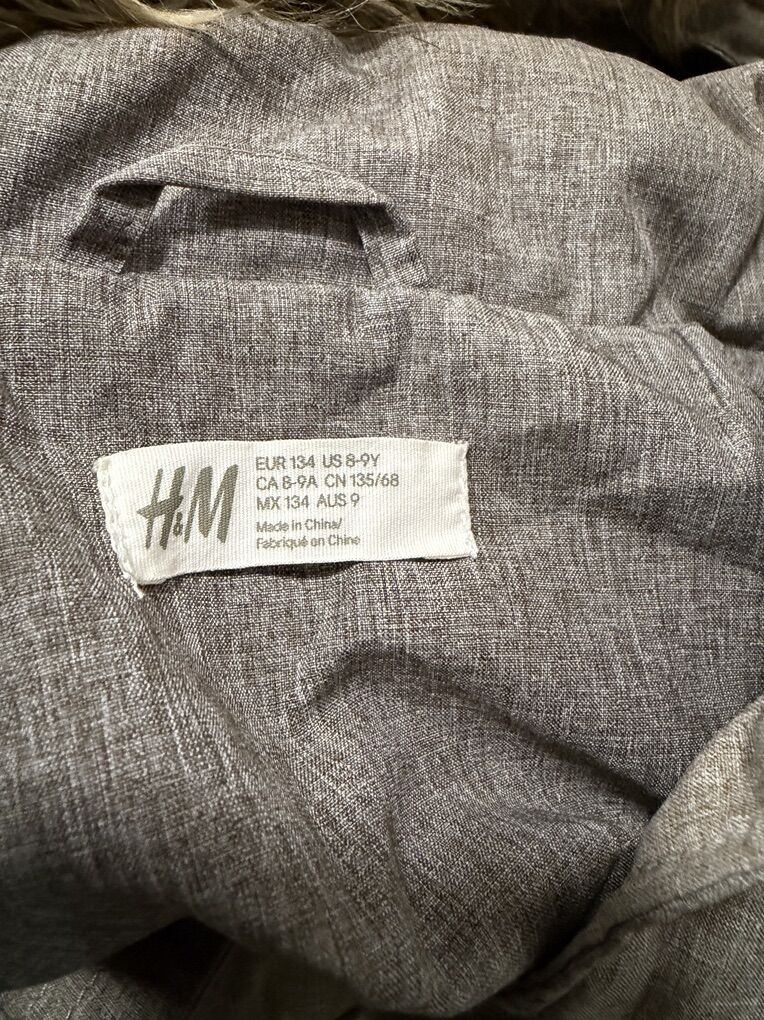 H&M
EUR 134 US 8-9Y
CA 8-9A CN 135/68
MX 134 AUS 9
Made in China/
Fabriqué en Chine